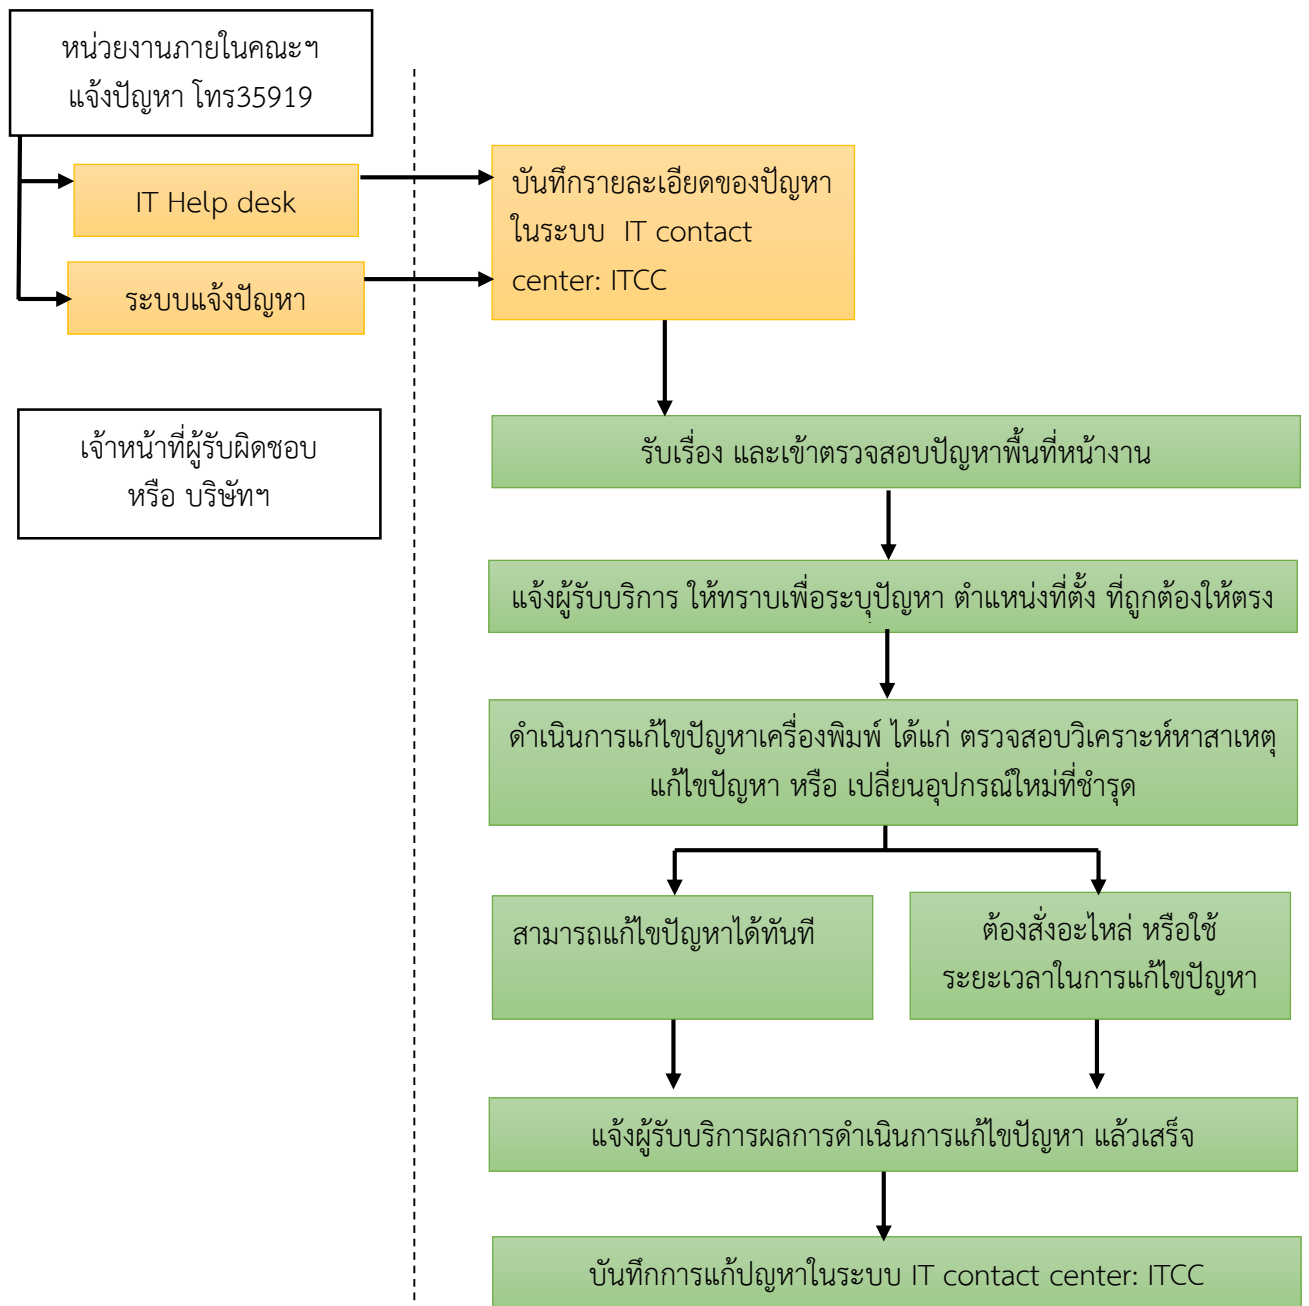 หน่วยงานภายในคณะฯ
แจ้งปัญหา โทร35919
IT Help desk
ระบบแจ้งปัญหา
บันทึกรายละเอียดของปัญหา
ในระบบ IT contact
center: ITCC
เจ้าหน้าที่ผู้รับผิดชอบ
หรือ บริษัทฯ
รับเรื่อง และเข้าตรวจสอบปัญหาพื้นที่หน้างาน
แจ้งผู้รับบริการ ให้ทราบเพื่อระบุปัญหา ตำแหน่งที่ตั้ง ที่ถูกต้องให้ตรง
ดำเนินการแก้ไขปัญหาเครื่องพิมพ์ ได้แก่ ตรวจสอบวิเคราะห์หาสาเหตุ
แก้ไขปัญหา หรือ เปลี่ยนอุปกรณ์ใหม่ที่ชำรุด
สามารถแก้ไขปัญหาได้ทันที
ต้องสั่งอะไหล่ หรือใช้
ระยะเวลาในการแก้ไขปัญหา
แจ้งผู้รับบริการผลการดำเนินการแก้ไขปัญหา แล้วเสร็จ
บันทึกการแก้ปญหาในระบบ IT contact center: ITCC